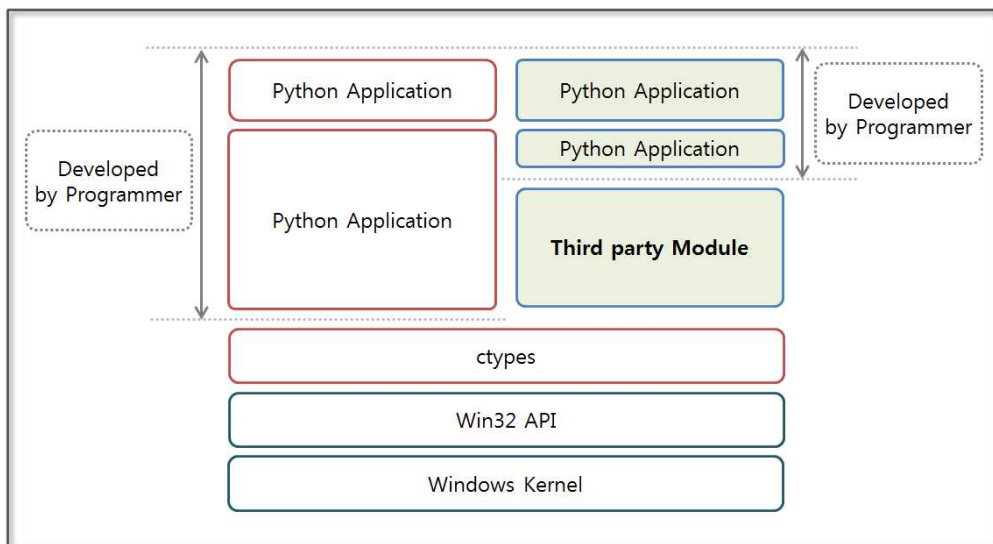 Python Application
Python Application
Developed
by Programmer
Python Application
Developed
by Programmer
Python Application
Third party Module
ctypes
Win32 API
Windows Kernel